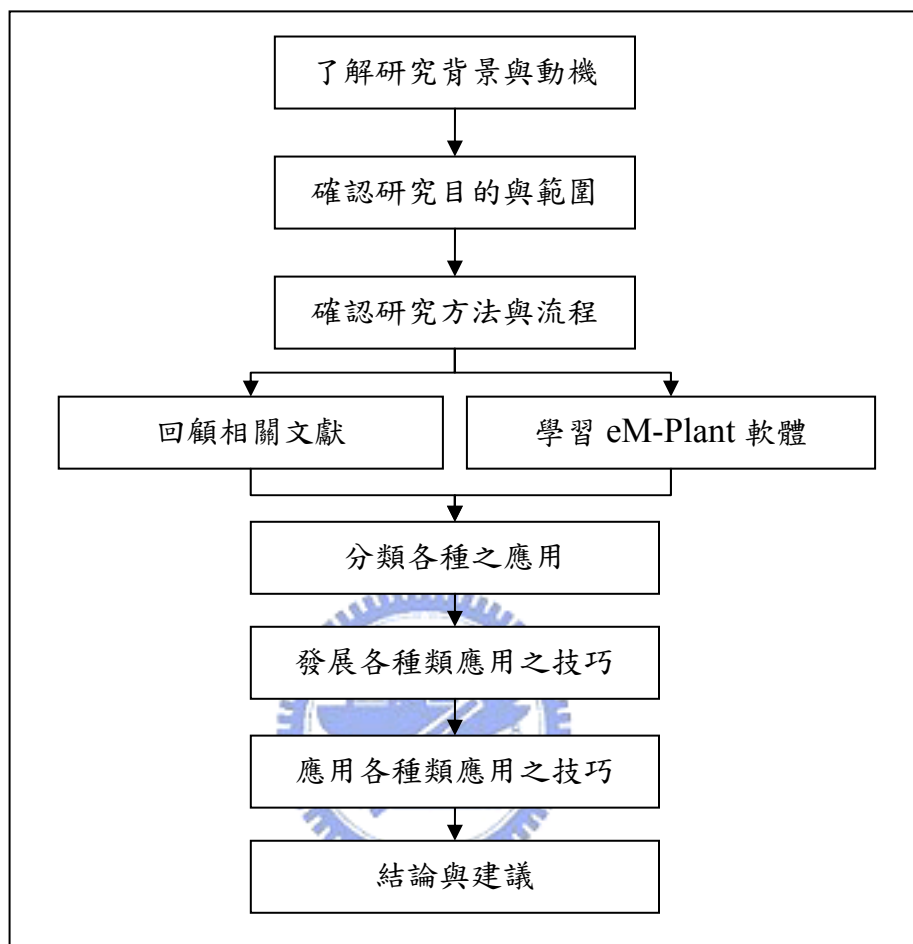 了解研究背景與動機
確認研究目的與範圍
確認研究方法與流程
回顧相關文獻
學習 eM-Plant 軟體
分類各種之應用
發展各種類應用之技巧
應用各種類應用之技巧
結論與建議